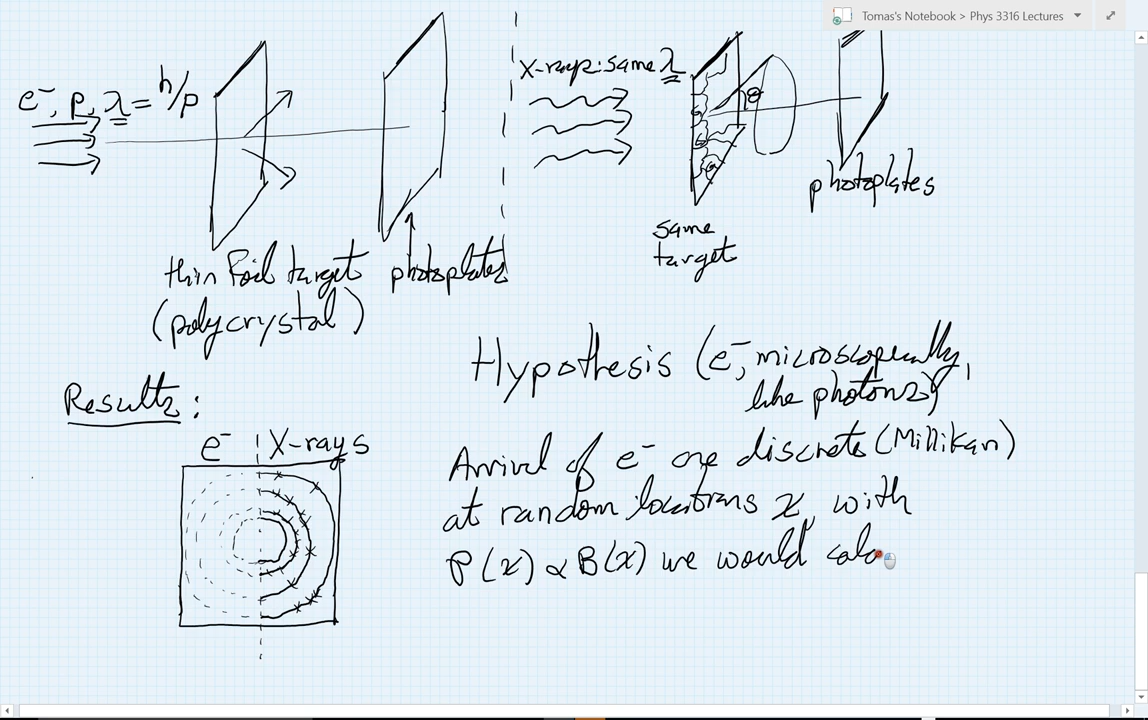 Tomas's Notebook > Phys 3316 Lectures
e⁻, p, λ = h/p
X-rays: same λ
θ
thin foil target
(polycrystal)
photoplates
same
target
photoplates
Results:
e⁻ X-rays
Hypothesis (e⁻, microscopically,
like photons)
Arrival of e⁻ are discrete (Millikan)
at random locations x, with
P(x) ∝ B(x) we would calc